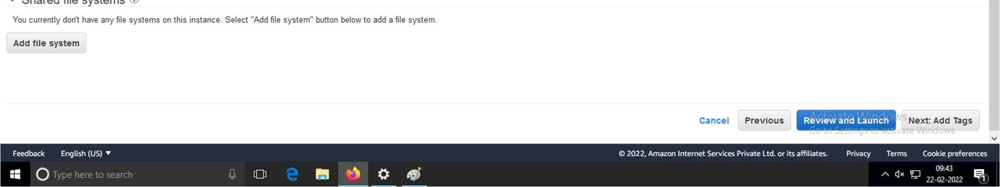 Shared file systems
You currently don't have any file systems on this instance. Select "Add file system" button below to add a file system.
Add file system
Cancel Previous Review and Launch Next: Add Tags
Activate Windows
Go to Settings to activate Windows.
Feedback English (US) © 2022, Amazon Internet Services Private Ltd. or its affiliates. Privacy Terms Cookie preferences
Type here to search
09:43
22-02-2022
1